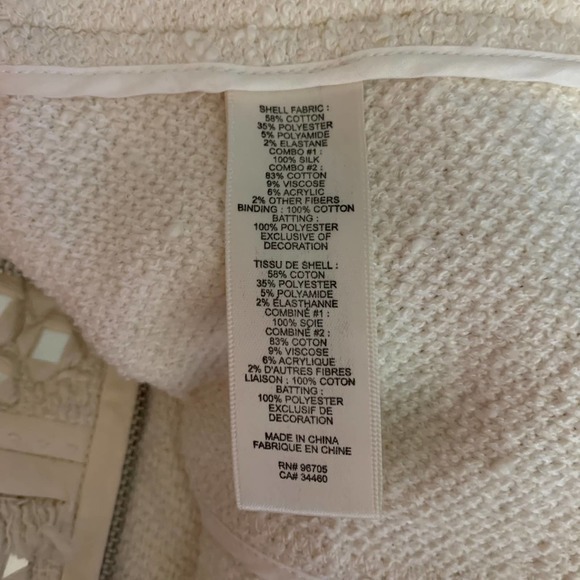 SHELL FABRIC :
58% COTTON
35% POLYESTER
5% POLYAMIDE
2% ELASTANE
COMBO #1 :
100% SILK
COMBO #2 :
83% COTTON
9% VISCOSE
6% ACRYLIC
2% OTHER FIBERS
BINDING : 100% COTTON
BATTING :
100% POLYESTER
EXCLUSIVE OF
DECORATION
TISSU DE SHELL :
58% COTON
35% POLYESTER
5% POLYAMIDE
2% ÉLASTHANNE
COMBINÉ #1 :
100% SOIE
COMBINÉ #2 :
83% COTON
9% VISCOSE
6% ACRYLIQUE
2% D'AUTRES FIBRES
LIAISON : 100% COTON
BATTING :
100% POLYESTER
EXCLUSIF DE
DECORATION
MADE IN CHINA
FABRIQUE EN CHINE
RN# 96705
CA# 34460